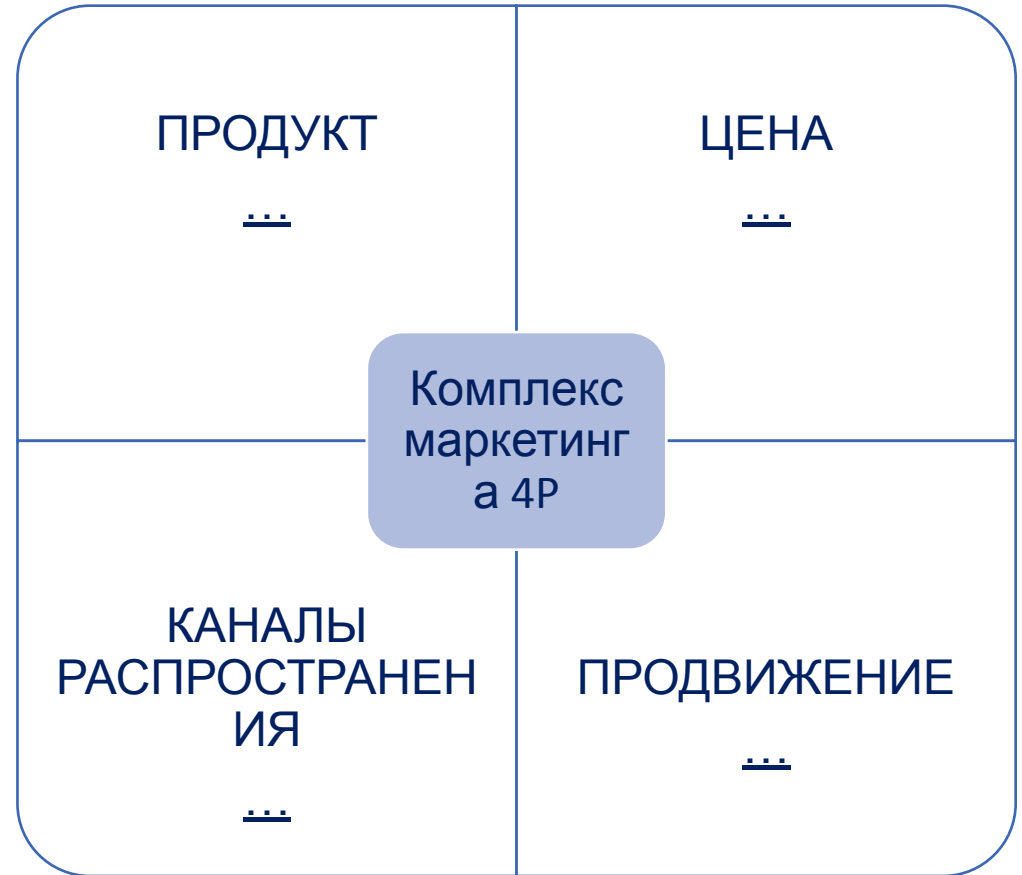 ПРОДУКТ
...
ЦЕНА
...
Комплекс
маркетинг
а 4P
КАНАЛЫ
РАСПРОСТРАНЕН
ИЯ
...
ПРОДВИЖЕНИЕ
...